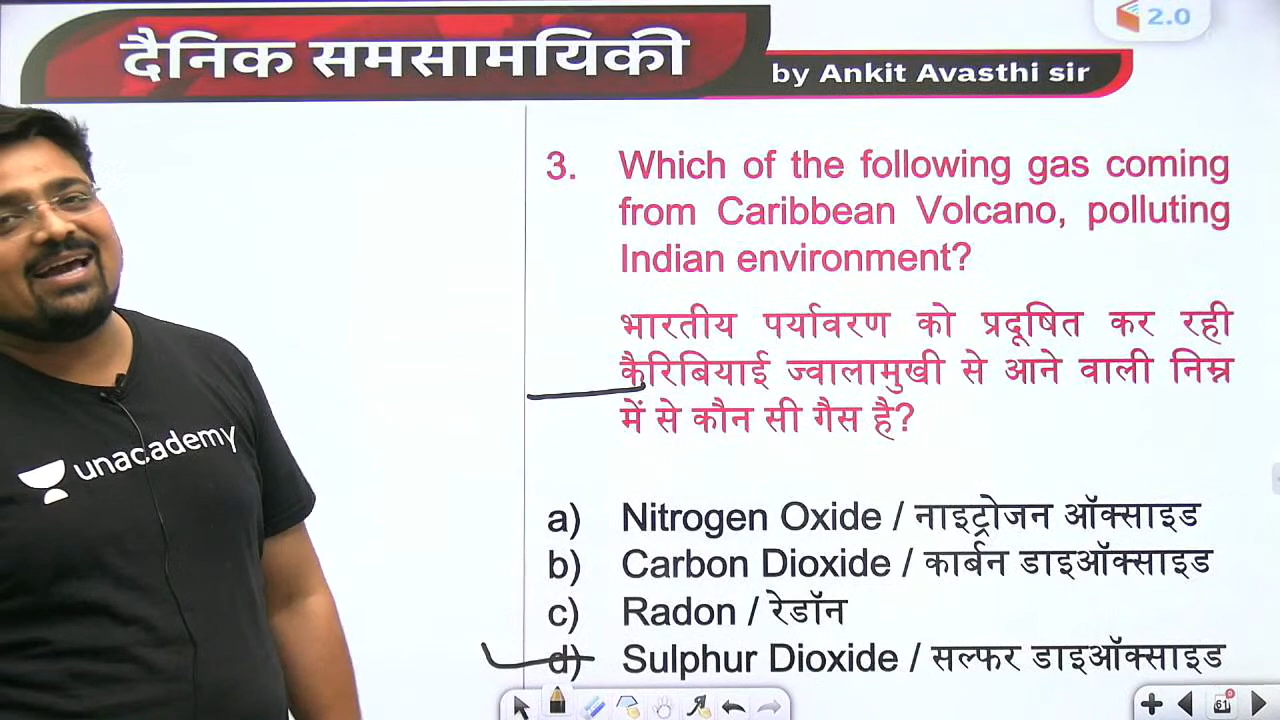 2.0
दैनिक समसामयिकी
by Ankit Avasthi sir
3. Which of the following gas coming
from Caribbean Volcano, polluting
Indian environment?
भारतीय पर्यावरण को प्रदूषित कर रही
कैरिबियाई ज्वालामुखी से आने वाली निम्न
में से कौन सी गैस है?
unacademy
a) Nitrogen Oxide / नाइट्रोजन ऑक्साइड
b) Carbon Dioxide / कार्बन डाइऑक्साइड
c) Radon / रेडॉन
d) Sulphur Dioxide / सल्फर डाइऑक्साइड
61